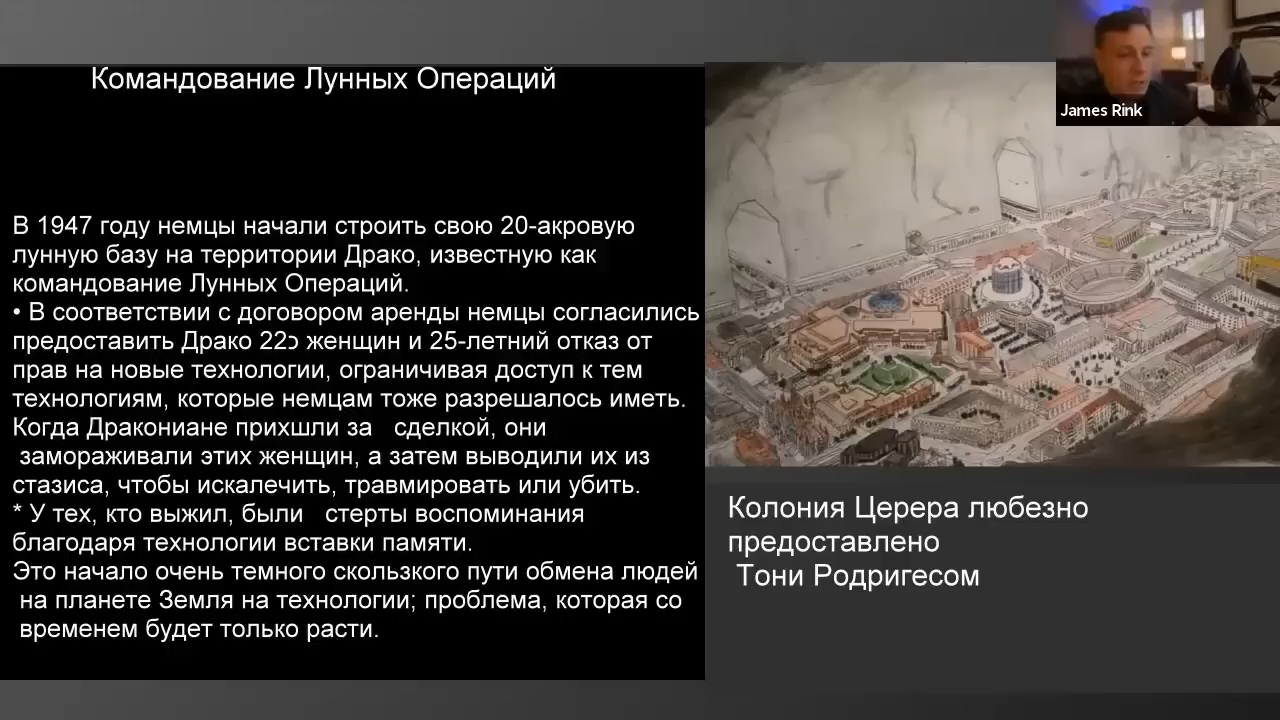 Командование Лунных Операций
James Rink
В 1947 году немцы начали строить свою 20-акровую
лунную базу на территории Драко, известную как
командование Лунных Операций.
• В соответствии с договором аренды немцы согласились
предоставить Драко женщин и 25-летний отказ от
прав на новые технологии, ограничивая доступ к тем
технологиям, которые немцам тоже разрешалось иметь.
Когда Дракониане прихшли за сделкой, они
замораживали этих женщин, а затем выводили их из
стазиса, чтобы искалечить, травмировать или убить.
* У тех, кто выжил, были стерты воспоминания
благодаря технологии вставки памяти.
Это начало очень темного скользкого пути обмена людей
на планете Земля на технологии; проблема, которая со
временем будет только расти.
Колония Церера любезно
предоставлено
Тони Родригесом